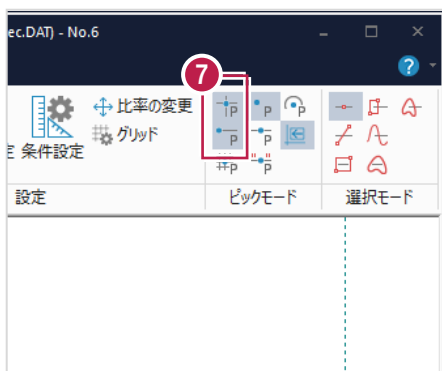 ec.DAT) - No.6
7
?
比率の変更
グリッド
条件設定
P P P
P P
P P
設定
ピックモード
選択モード